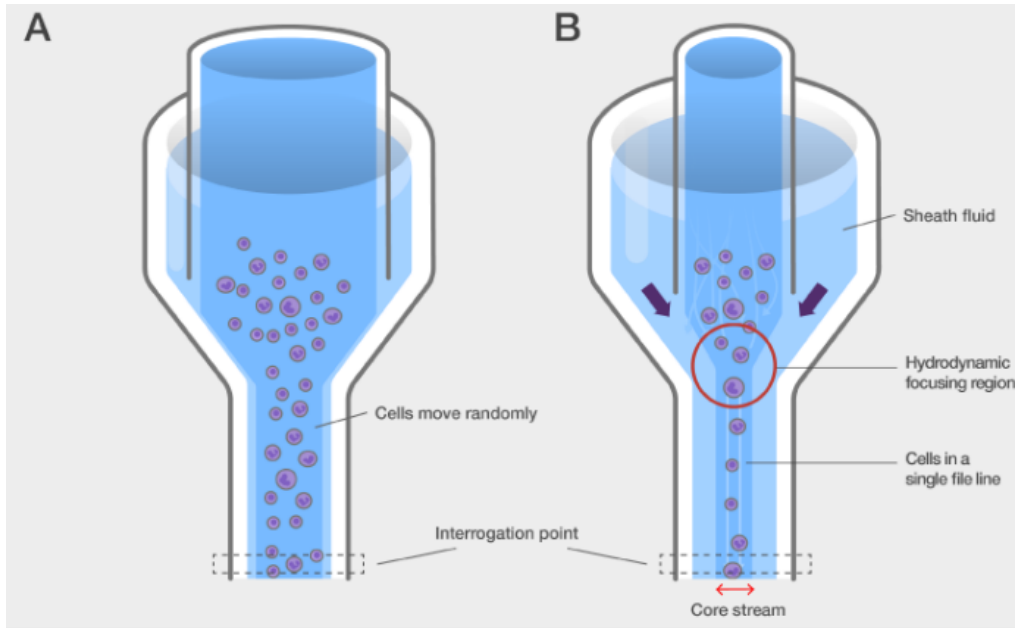 A
B
Sheath fluid
Hydrodynamic
focusing region
Cells move randomly
Cells in a
single file line
Interrogation point
Core stream